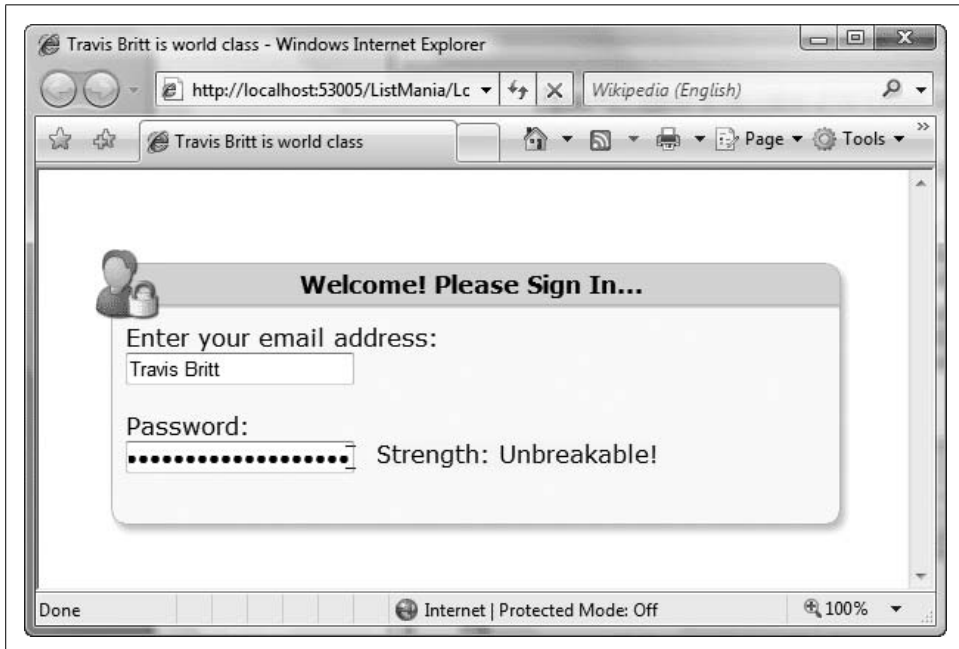 Travis Britt is world class - Windows Internet Explorer
http://localhost:53005/ListMania/Lc
Wikipedia (English)
Travis Britt is world class
Page
Tools
Welcome! Please Sign In...
Enter your email address:
Travis Britt
Password:
Strength: Unbreakable!
Done
Internet | Protected Mode: Off
100%